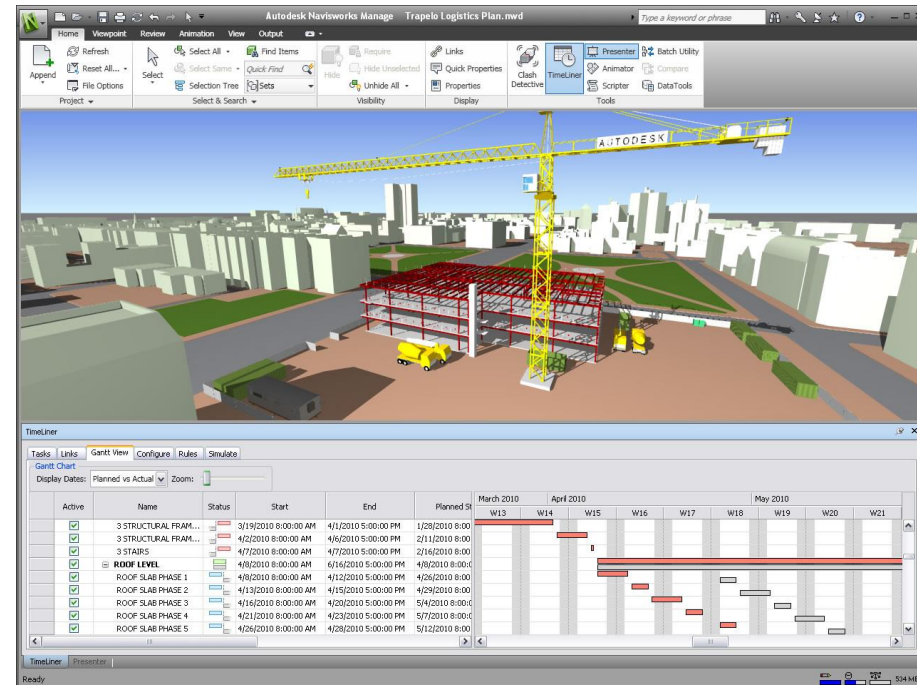 Autodesk Navisworks Manage Trapelo Logistics Plan.nwd
Type a keyword or phrase
Home Viewpoint Review Animation View Output
Append
Refresh
Reset All...
File Options
Project
Select
Select All
Select Same
Selection Tree
Find Items
Quick Find
Sets
Select & Search
Hide
Require
Hide Unselected
Unhide All
Visibility
Links
Quick Properties
Properties
Display
Clash Detective
TimeLiner
Presenter
Animator
Scripter
Batch Utility
Compare
DataTools
Tools
AUTODESK
TimeLiner
Tasks Links Gantt View Configure Rules Simulate
Gantt Chart
Display Dates: Planned vs Actual Zoom:
Active Name Status Start End Planned St
March 2010 April 2010 May 2010
W13 W14 W15 W16 W17 W18 W19 W20 W21
3 STRUCTURAL FRAM... 3/19/2010 8:00:00 AM 4/1/2010 5:00:00 PM 1/28/2010 8:00
3 STRUCTURAL FRAM... 4/2/2010 8:00:00 AM 4/6/2010 5:00:00 PM 2/11/2010 8:00
3 STAIRS 4/7/2010 8:00:00 AM 4/7/2010 5:00:00 PM 2/16/2010 8:00
ROOF LEVEL 4/8/2010 8:00:00 AM 6/16/2010 5:00:00 PM 4/8/2010 8:00:0
ROOF SLAB PHASE 1 4/8/2010 8:00:00 AM 4/12/2010 5:00:00 PM 4/26/2010 8:00
ROOF SLAB PHASE 2 4/13/2010 8:00:00 AM 4/15/2010 5:00:00 PM 4/29/2010 8:00
ROOF SLAB PHASE 3 4/16/2010 8:00:00 AM 4/20/2010 5:00:00 PM 5/4/2010 8:00:0
ROOF SLAB PHASE 4 4/21/2010 8:00:00 AM 4/23/2010 5:00:00 PM 5/7/2010 8:00:0
ROOF SLAB PHASE 5 4/26/2010 8:00:00 AM 4/28/2010 5:00:00 PM 5/12/2010 8:00
TimeLiner Presenter
Ready
534 MB